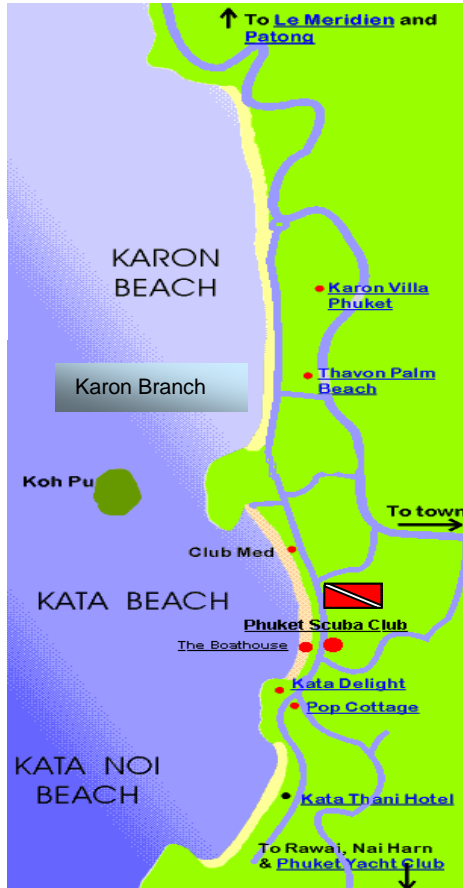 To Le Meridien and
Patong
KARON
BEACH
Karon Villa
Phuket
Karon Branch
Thavon Palm
Beach
Koh Pu
To town
Club Med
KATA BEACH
Phuket Scuba Club
The Boathouse
Kata Delight
Pop Cottage
KATA NOI
BEACH
Kata Thani Hotel
To Rawai, Nai Harn
& Phuket Yacht Club